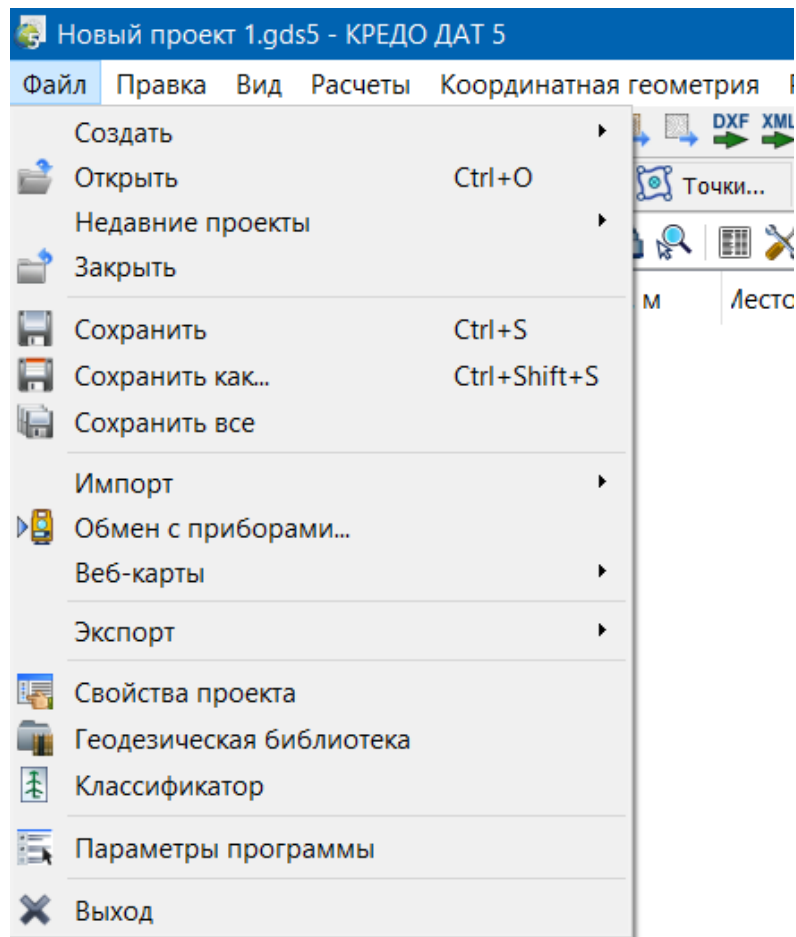 Новый проект 1.gds5 - КРЕДО ДАТ 5
Файл Правка Вид Расчеты Координатная геометрия
DXF XML
Создать
Открыть Ctrl+O
Точки...
Недавние проекты
Закрыть
м
Сохранить Ctrl+S
Сохранить как... Ctrl+Shift+S
Сохранить все
Импорт
Обмен с приборами...
Веб-карты
Экспорт
Свойства проекта
Геодезическая библиотека
Классификатор
Параметры программы
Выход